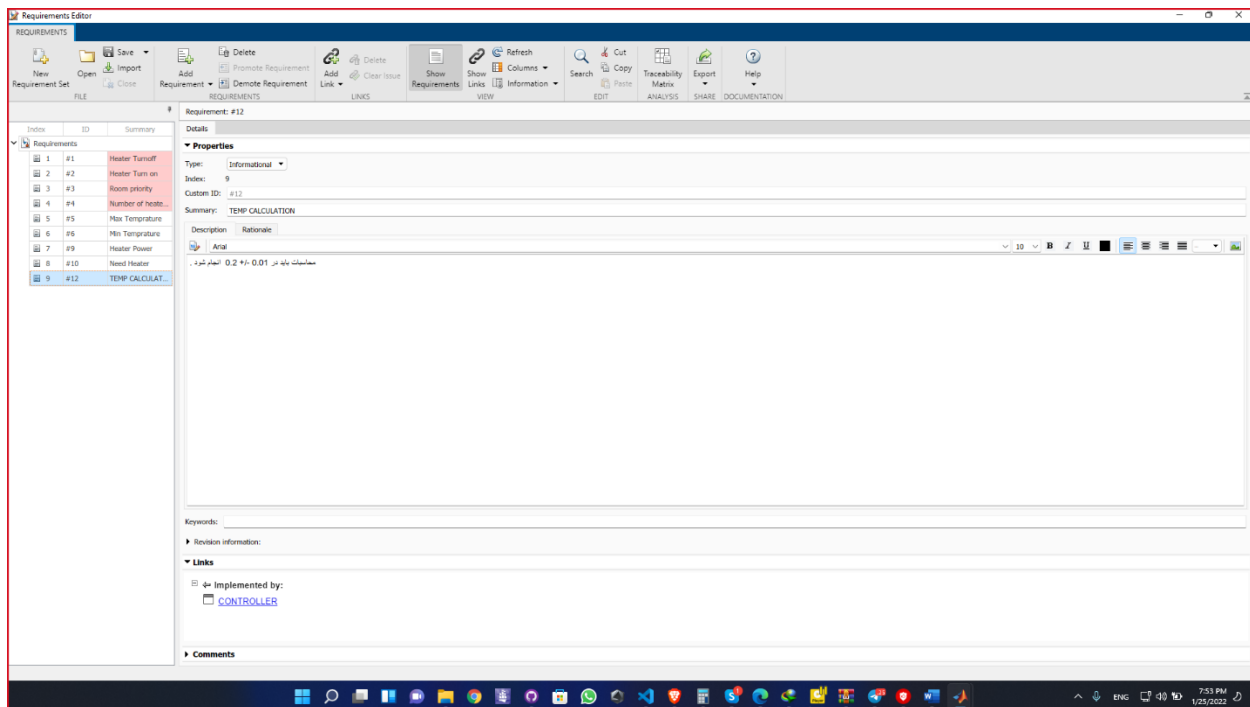 Requirements Editor
REQUIREMENTS
New Requirement Set
Open
Save
Import
Close
FILE
Add Requirement
Delete
Promote Requirement
Demote Requirement
REQUIREMENTS
Add Link
Delete
Clear Issue
LINKS
Show Requirements
Show Links
Refresh
Columns
Information
VIEW
Search
Cut
Copy
Paste
EDIT
Traceability Matrix
ANALYSIS
Export
SHARE
Help
DOCUMENTATION
Index ID Summary
Requirements
1 #1 Heater Turnoff
2 #2 Heater Turn on
3 #3 Room priority
4 #4 Number of heate...
5 #5 Max Temprature
6 #6 Min Temprature
7 #9 Heater Power
8 #10 Need Heater
9 #12 TEMP CALCULAT...
Requirement: #12
Details
Properties
Type: Informational
Index: 9
Custom ID: #12
Summary: TEMP CALCULATION
Description Rationale
Arial 10 B I U
محاسبات باید در 0.01 -/+ 0.2 انجام شود .
Keywords:
Revision information:
Links
Implemented by:
CONTROLLER
Comments
ENG 7:53 PM
1/25/2022